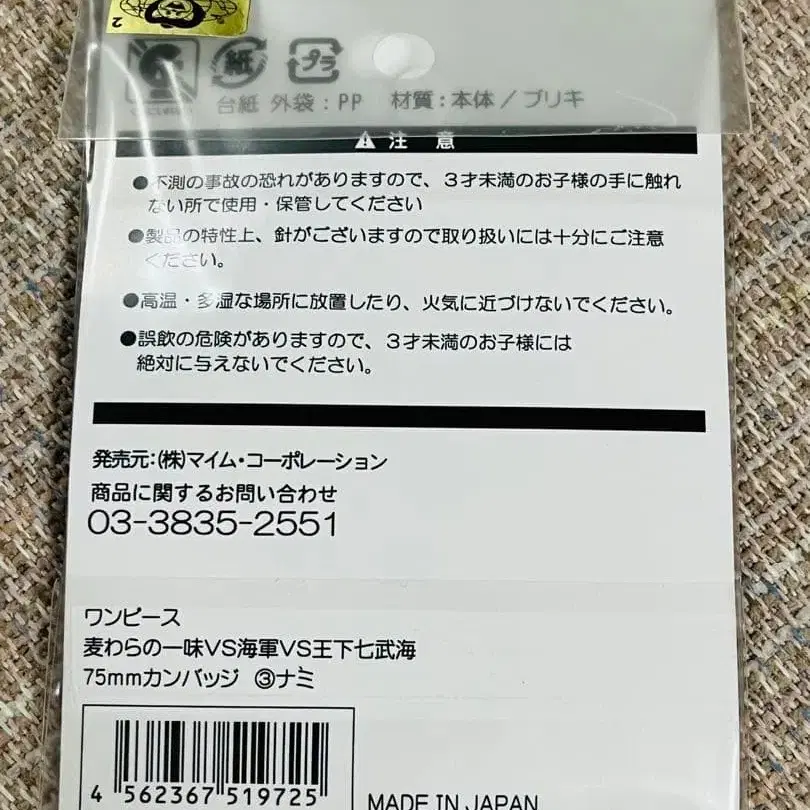 2
紙
プラ
台紙 外袋：PP 材質：本体／ブリキ
注 意
●不測の事故の恐れがありますので、３才未満のお子様の手に触れ
ない所で使用・保管してください
●製品の特性上、針がございますので取り扱いには十分にご注意
ください。
●高温・多湿な場所に放置したり、火気に近づけないでください。
●誤飲の危険がありますので、３才未満のお子様には
絶対に与えないでください。
発売元：(株)マイム・コーポレーション
商品に関するお問い合わせ
03-3835-2551
ワンピース
麦わらの一味VS海軍VS王下七武海
75mmカンバッジ ③ナミ
4 562367 519725
MADE IN JAPAN